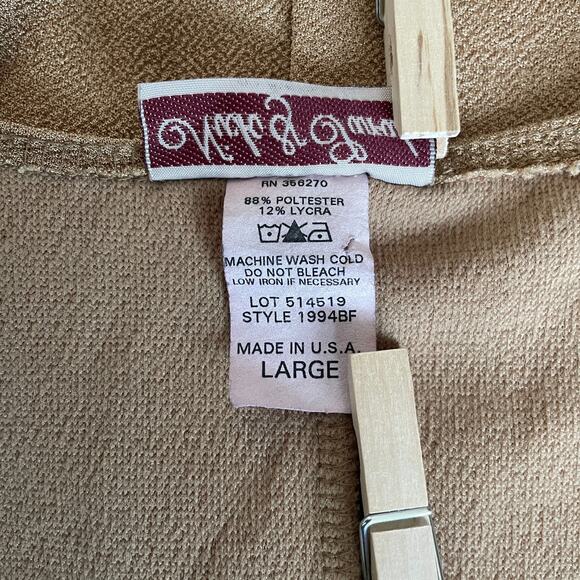 RN 356270
88% POLTESTER
12% LYCRA
MACHINE WASH COLD
DO NOT BLEACH
LOW IRON IF NECESSARY
LOT 514519
STYLE 1994BF
MADE IN U.S.A.
LARGE